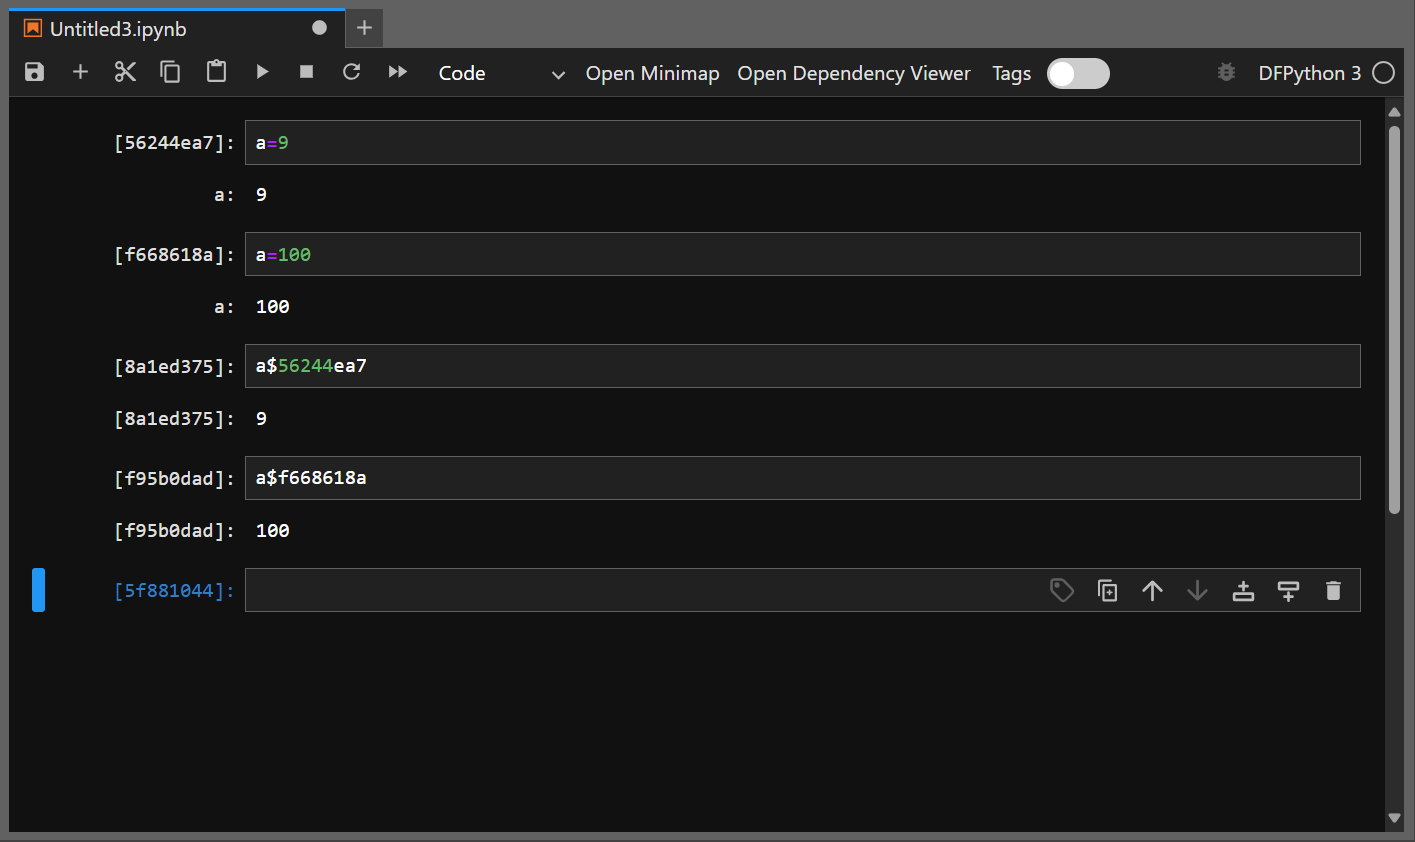 Untitled3.ipynb
Code Open Minimap Open Dependency Viewer Tags DFPython 3
[56244ea7]: a=9
a: 9
[f668618a]: a=100
a: 100
[8a1ed375]: a$56244ea7
[8a1ed375]: 9
[f95b0dad]: a$f668618a
[f95b0dad]: 100
[5f881044]: